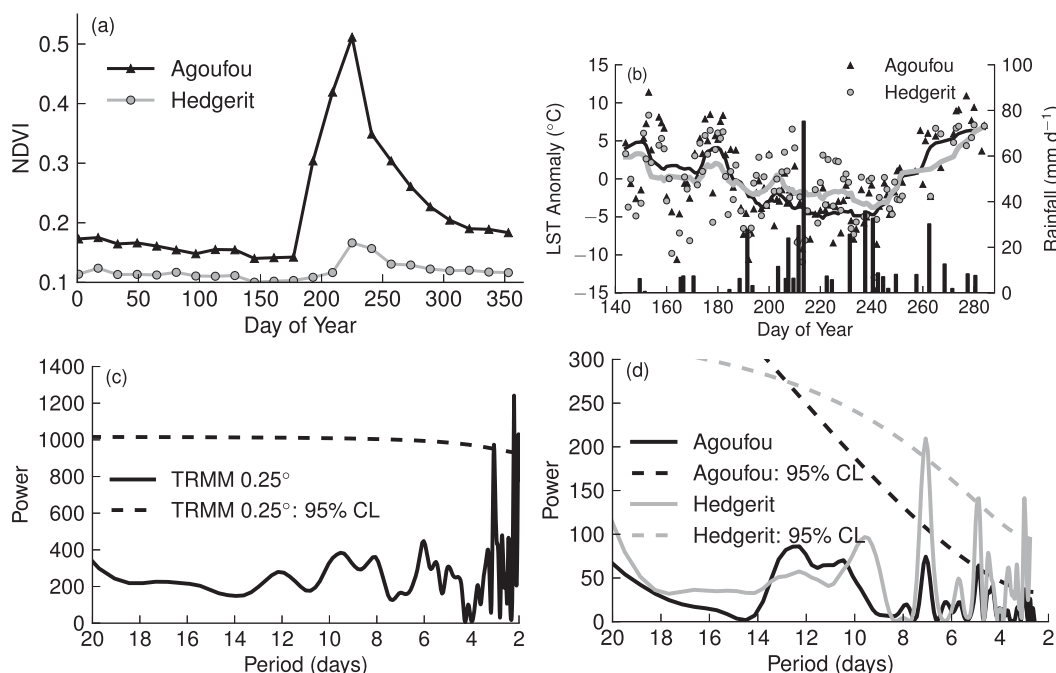 (a)
0.5
0.4
0.3
0.2
0.1
NDVI
Agoufou
Hedgerit
0 50 100 150 200 250 300 350
Day of Year
(b)
15
10
5
0
−5
−10
−15
LST Anomaly (°C)
Agoufou
Hedgerit
100
80
60
40
20
0
Rainfall (mm d⁻¹)
140 160 180 200 220 240 260 280
Day of Year
(c)
1400
1200
1000
800
600
400
200
0
Power
TRMM 0.25°
TRMM 0.25°: 95% CL
20 18 16 14 12 10 8 6 4 2
Period (days)
(d)
300
250
200
150
100
50
0
Power
Agoufou
Agoufou: 95% CL
Hedgerit
Hedgerit: 95% CL
20 18 16 14 12 10 8 6 4 2
Period (days)